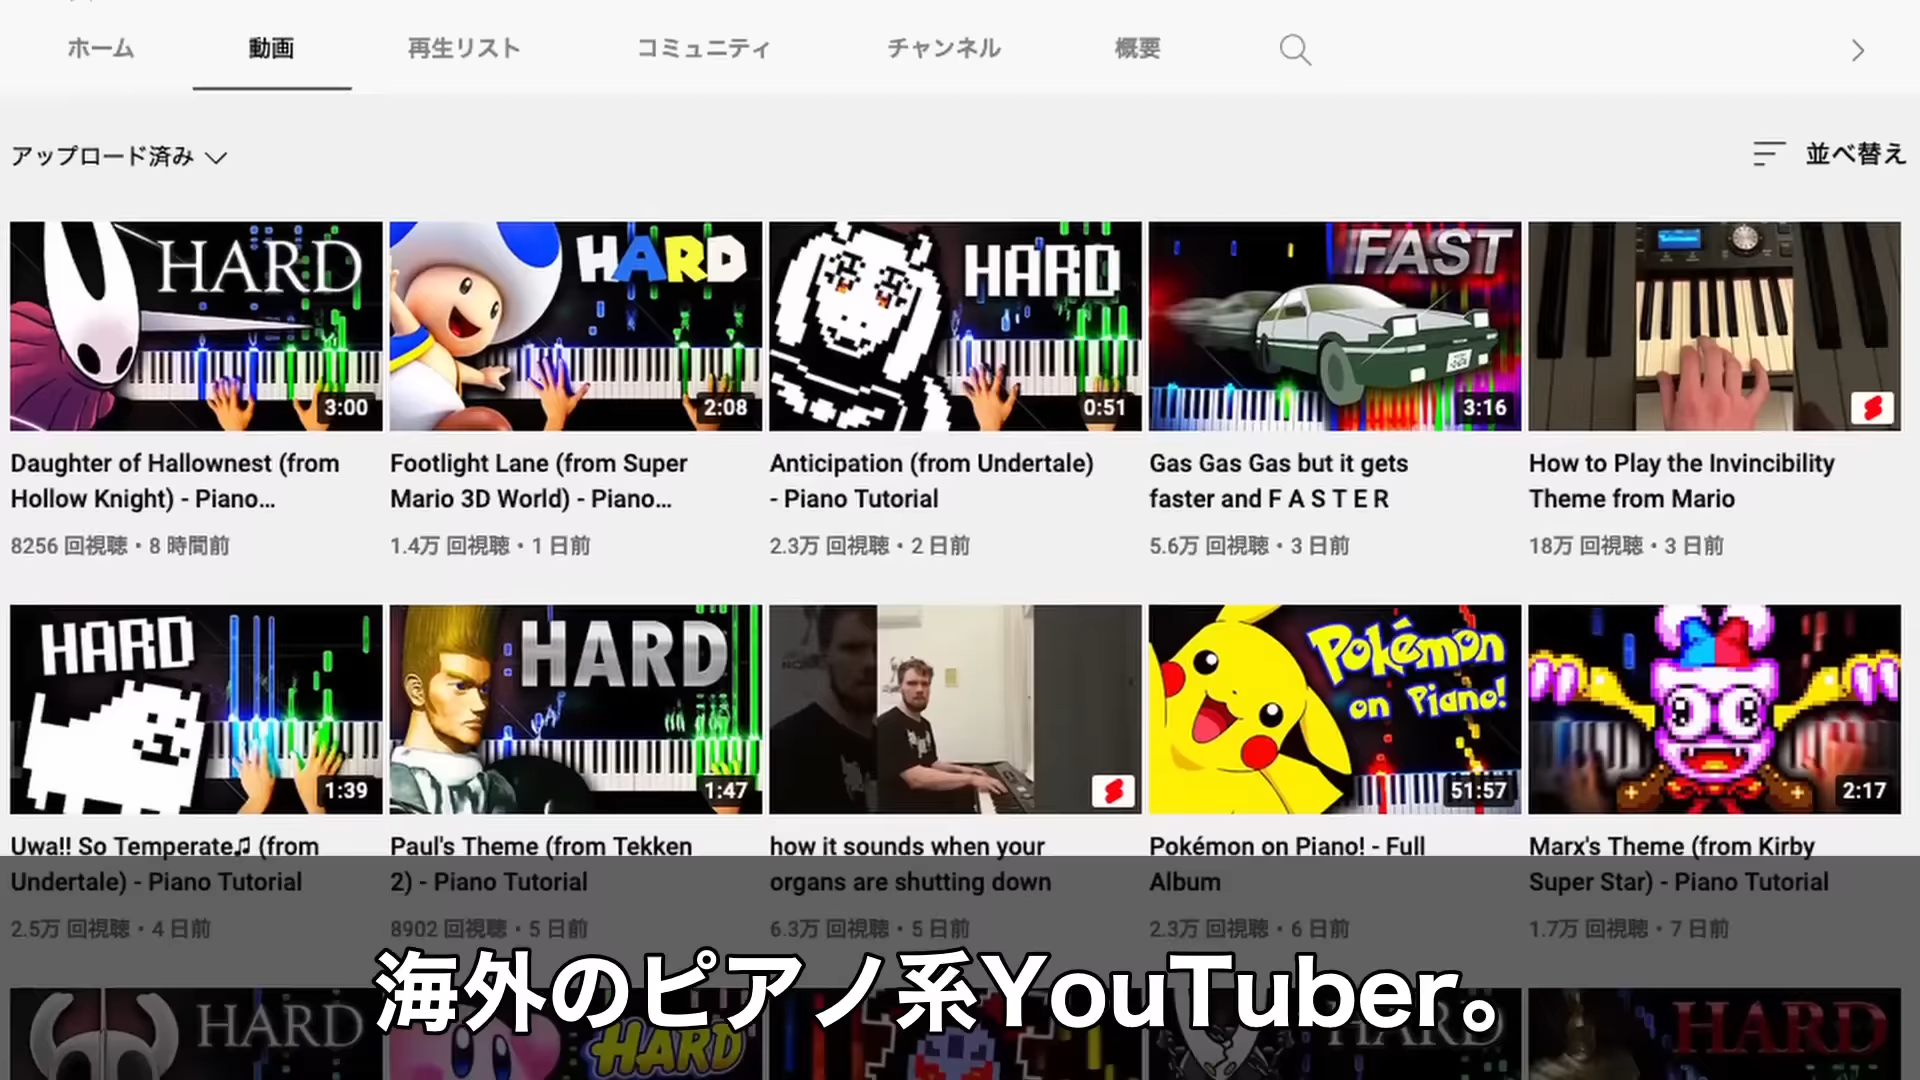 ホーム 動画 再生リスト コミュニティ チャンネル 概要
アップロード済み 並べ替え
HARD
3:00
HARD
2:08
HARD
0:51
FAST
3:16
Daughter of Hallownest (from
Hollow Knight) - Piano...
8256 回視聴・8 時間前
Footlight Lane (from Super
Mario 3D World) - Piano...
1.4万 回視聴・1 日前
Anticipation (from Undertale)
- Piano Tutorial
2.3万 回視聴・2 日前
Gas Gas Gas but it gets
faster and F A S T E R
5.6万 回視聴・3 日前
How to Play the Invincibility
Theme from Mario
18万 回視聴・3 日前
HARD
1:39
HARD
1:47
Pokémon
on Piano!
51:57
2:17
Uwa!! So Temperate♫ (from
Undertale) - Piano Tutorial
2.5万 回視聴・4 日前
Paul's Theme (from Tekken
2) - Piano Tutorial
8902 回視聴・5 日前
how it sounds when your
organs are shutting down
6.3万 回視聴・5 日前
Pokémon on Piano! - Full
Album
2.3万 回視聴・6 日前
Marx's Theme (from Kirby
Super Star) - Piano Tutorial
1.7万 回視聴・7 日前
海外のピアノ系YouTuber。
HARD
HARD
HARD
HARD